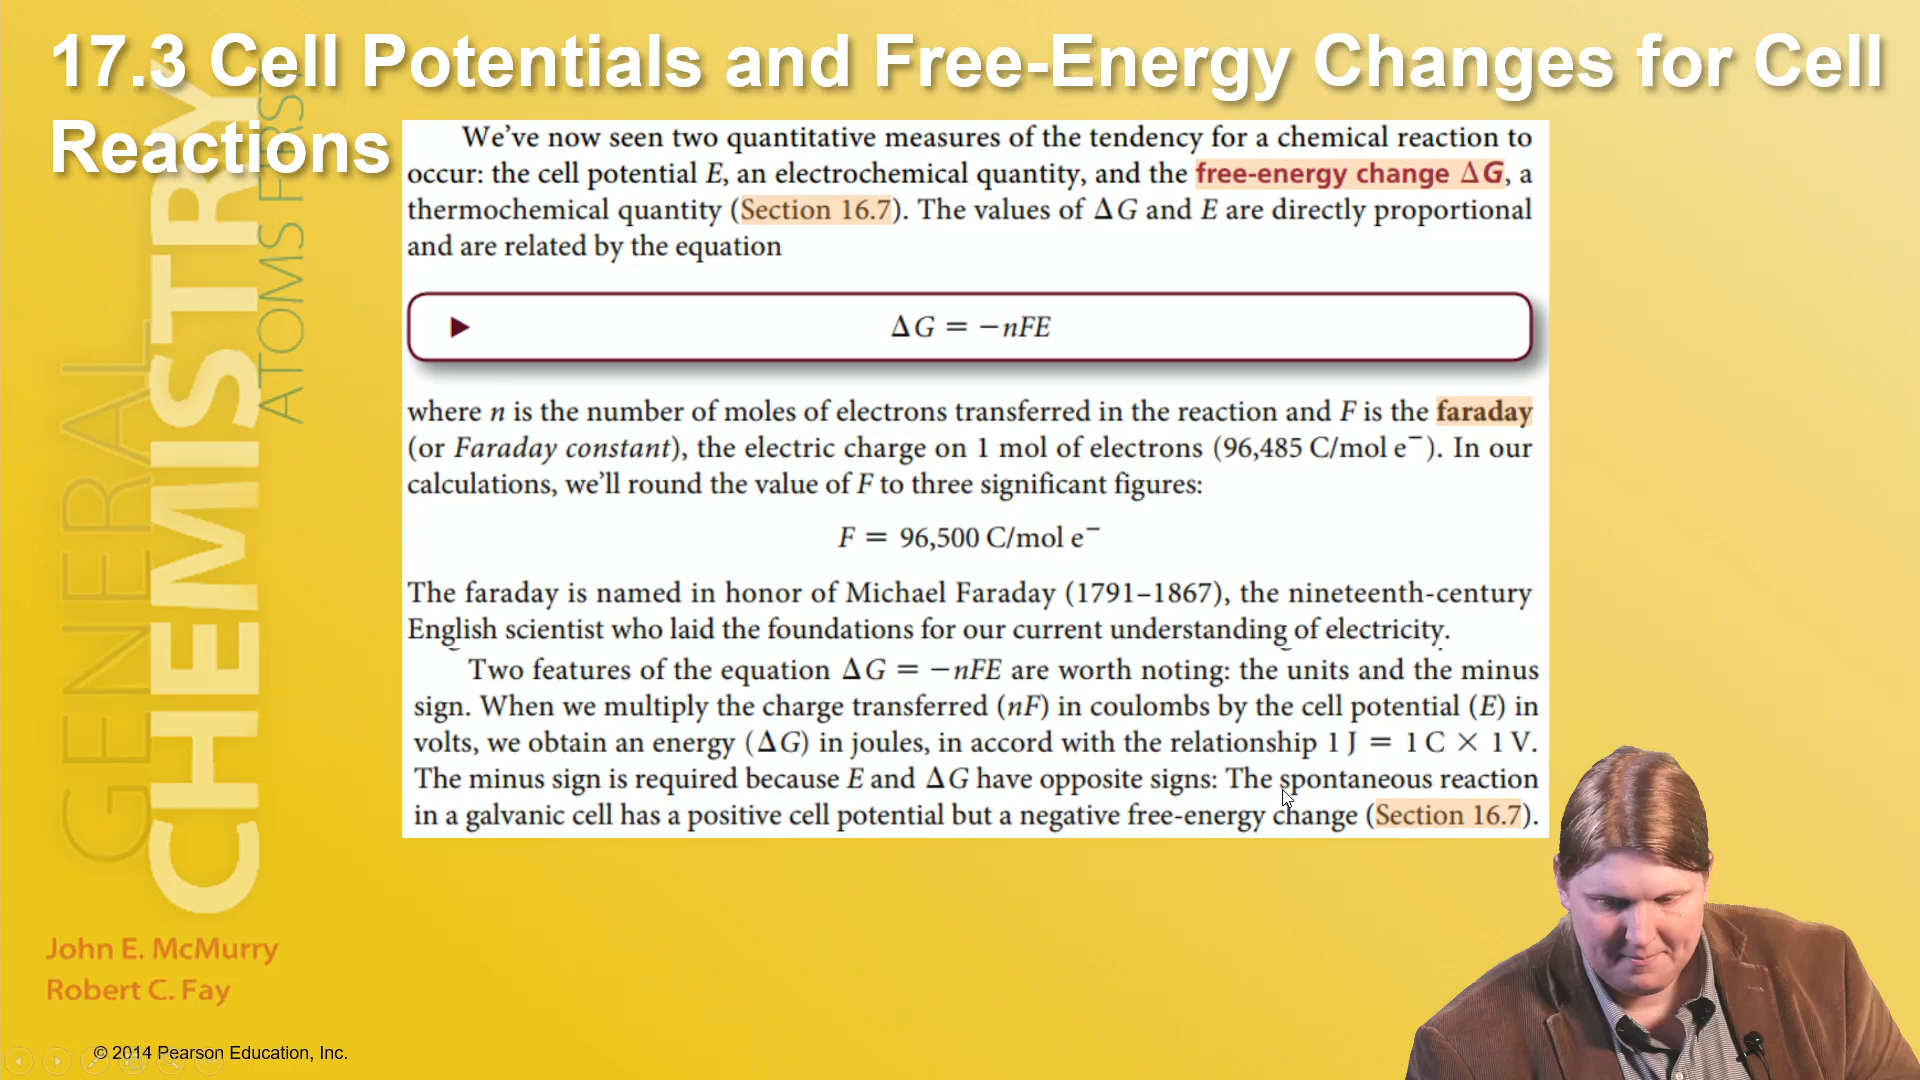 17.3 Cell Potentials and Free-Energy Changes for Cell
Reactions
We've now seen two quantitative measures of the tendency for a chemical reaction to
occur: the cell potential E, an electrochemical quantity, and the free-energy change ΔG, a
thermochemical quantity (Section 16.7). The values of ΔG and E are directly proportional
and are related by the equation
ΔG = −nFE
where n is the number of moles of electrons transferred in the reaction and F is the faraday
(or Faraday constant), the electric charge on 1 mol of electrons (96,485 C/mol e⁻). In our
calculations, we'll round the value of F to three significant figures:
F = 96,500 C/mol e⁻
The faraday is named in honor of Michael Faraday (1791–1867), the nineteenth-century
English scientist who laid the foundations for our current understanding of electricity.
Two features of the equation ΔG = −nFE are worth noting: the units and the minus
sign. When we multiply the charge transferred (nF) in coulombs by the cell potential (E) in
volts, we obtain an energy (ΔG) in joules, in accord with the relationship 1 J = 1 C × 1 V.
The minus sign is required because E and ΔG have opposite signs: The spontaneous reaction
in a galvanic cell has a positive cell potential but a negative free-energy change (Section 16.7).
GENERAL
CHEMISTRY
ATOMS FIRST
John E. McMurry
Robert C. Fay
© 2014 Pearson Education, Inc.